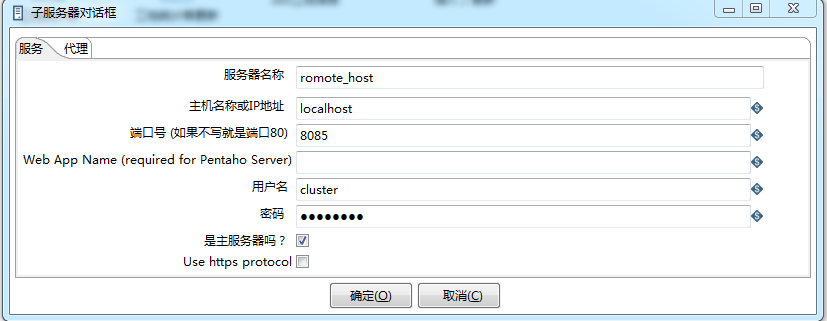 子服务器对话框
服务 代理
服务器名称 romote_host
主机名称或IP地址 localhost
端口号 (如果不写就是端口80) 8085
Web App Name (required for Pentaho Server)
用户名 cluster
密码 ●●●●●●●●
是主服务器吗？
Use https protocol
确定(O) 取消(C)